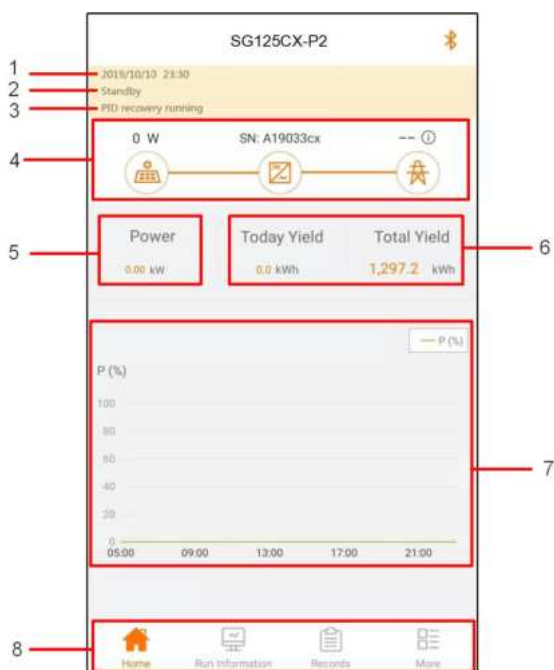 SG125CX-P2
1
2019/10/10 23:30
2
Standby
3
PID recovery running
4
0 W SN: A19033cx --
5
6
Power Today Yield Total Yield
0.00 kW 0.0 kWh 1,297.2 kWh
7
P (%)
P (%)
100
80
60
40
20
0
05:00 09:00 13:00 17:00 21:00
8
Home Run Information Records More